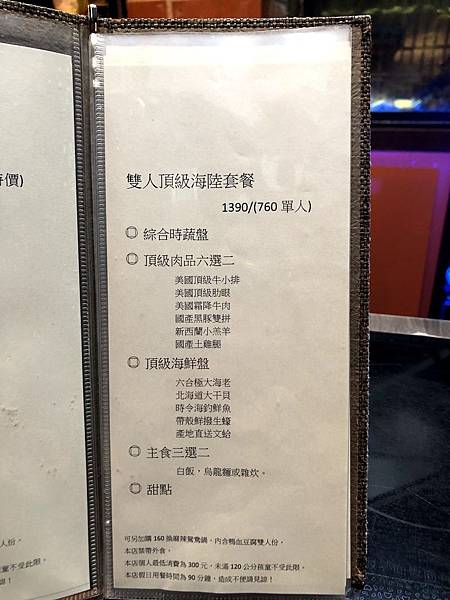 價)
雙人頂級海陸套餐
1390/(760 單人)
綜合時蔬盤
頂級肉品六選二
美國頂級牛小排
美國頂級肋眼
美國霜降牛肉
國產黑豚雙拼
新西蘭小羔羊
國產土雞腿
頂級海鮮盤
六合極大海老
北海道大干貝
時令海釣鮮魚
帶殼鮮撥生蠔
產地直送文蛤
主食三選二
白飯，烏龍麵或雜炊。
甜點
可另加購 160 換麻辣鴛鴦鍋，內含鴨血豆腐雙人份。
本店禁帶外食。
本店個人最低消費為 300 元，未滿 120 公分孩童不受此限。
本店假日用餐時間為 90 分鐘，造成不便請見諒！
人份。
童不受此限。
諒！